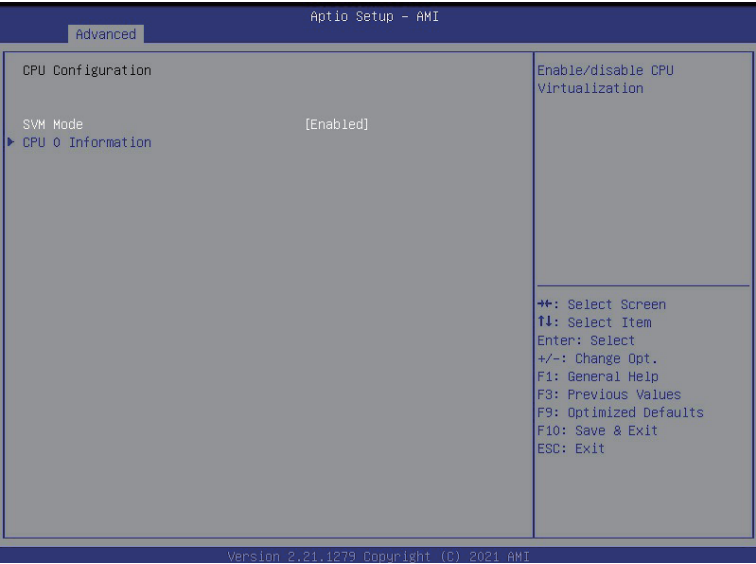 Aptio Setup – AMI
Advanced
CPU Configuration
SVM Mode [Enabled]
CPU 0 Information
Enable/disable CPU
Virtualization
→←: Select Screen
↑↓: Select Item
Enter: Select
+/-: Change Opt.
F1: General Help
F3: Previous Values
F9: Optimized Defaults
F10: Save & Exit
ESC: Exit
Version 2.21.1279 Copyright (C) 2021 AMI